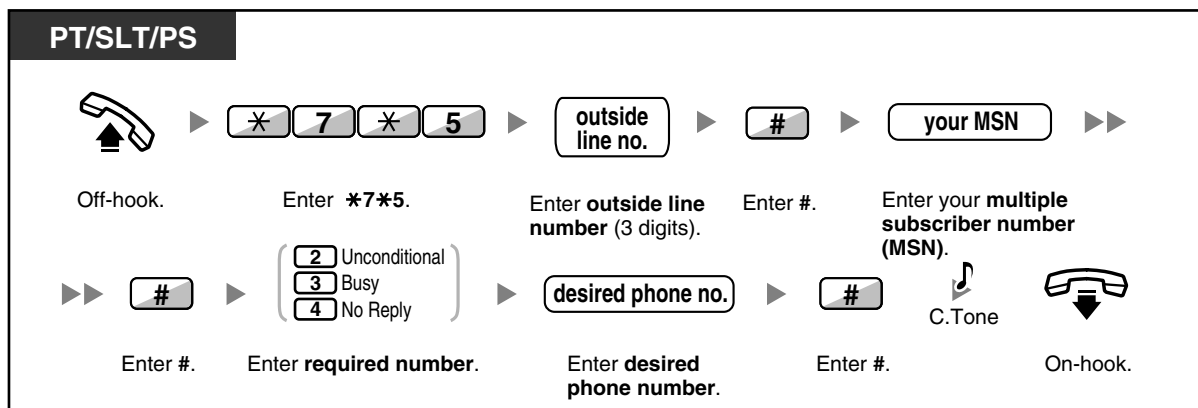 PT/SLT/PS
* 7 * 5
outside
line no.
#
your MSN
Off-hook.
Enter *7*5.
Enter outside line
number (3 digits).
Enter #.
Enter your multiple
subscriber number
(MSN).
#
2 Unconditional
3 Busy
4 No Reply
desired phone no.
#
C.Tone
Enter #.
Enter required number.
Enter desired
phone number.
Enter #.
On-hook.